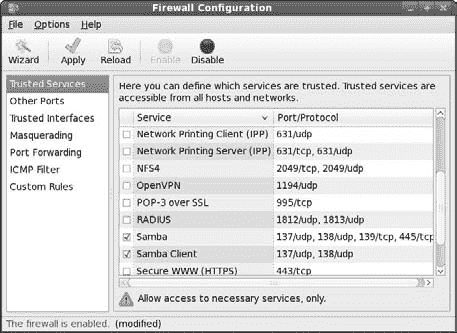 Firewall Configuration
File Options Help
Wizard Apply Reload Enable Disable
Trusted Services
Other Ports
Trusted Interfaces
Masquerading
Port Forwarding
ICMP Filter
Custom Rules
Here you can define which services are trusted. Trusted services are
accessible from all hosts and networks.
Service Port/Protocol
Network Printing Client (IPP) 631/udp
Network Printing Server (IPP) 631/tcp, 631/udp
NFS4 2049/tcp, 2049/udp
OpenVPN 1194/udp
POP-3 over SSL 995/tcp
RADIUS 1812/udp, 1813/udp
Samba 137/udp, 138/udp, 139/tcp, 445/tcp
Samba Client 137/udp, 138/udp
Secure WWW (HTTPS) 443/tcp
Allow access to necessary services, only.
The firewall is enabled. (modified)